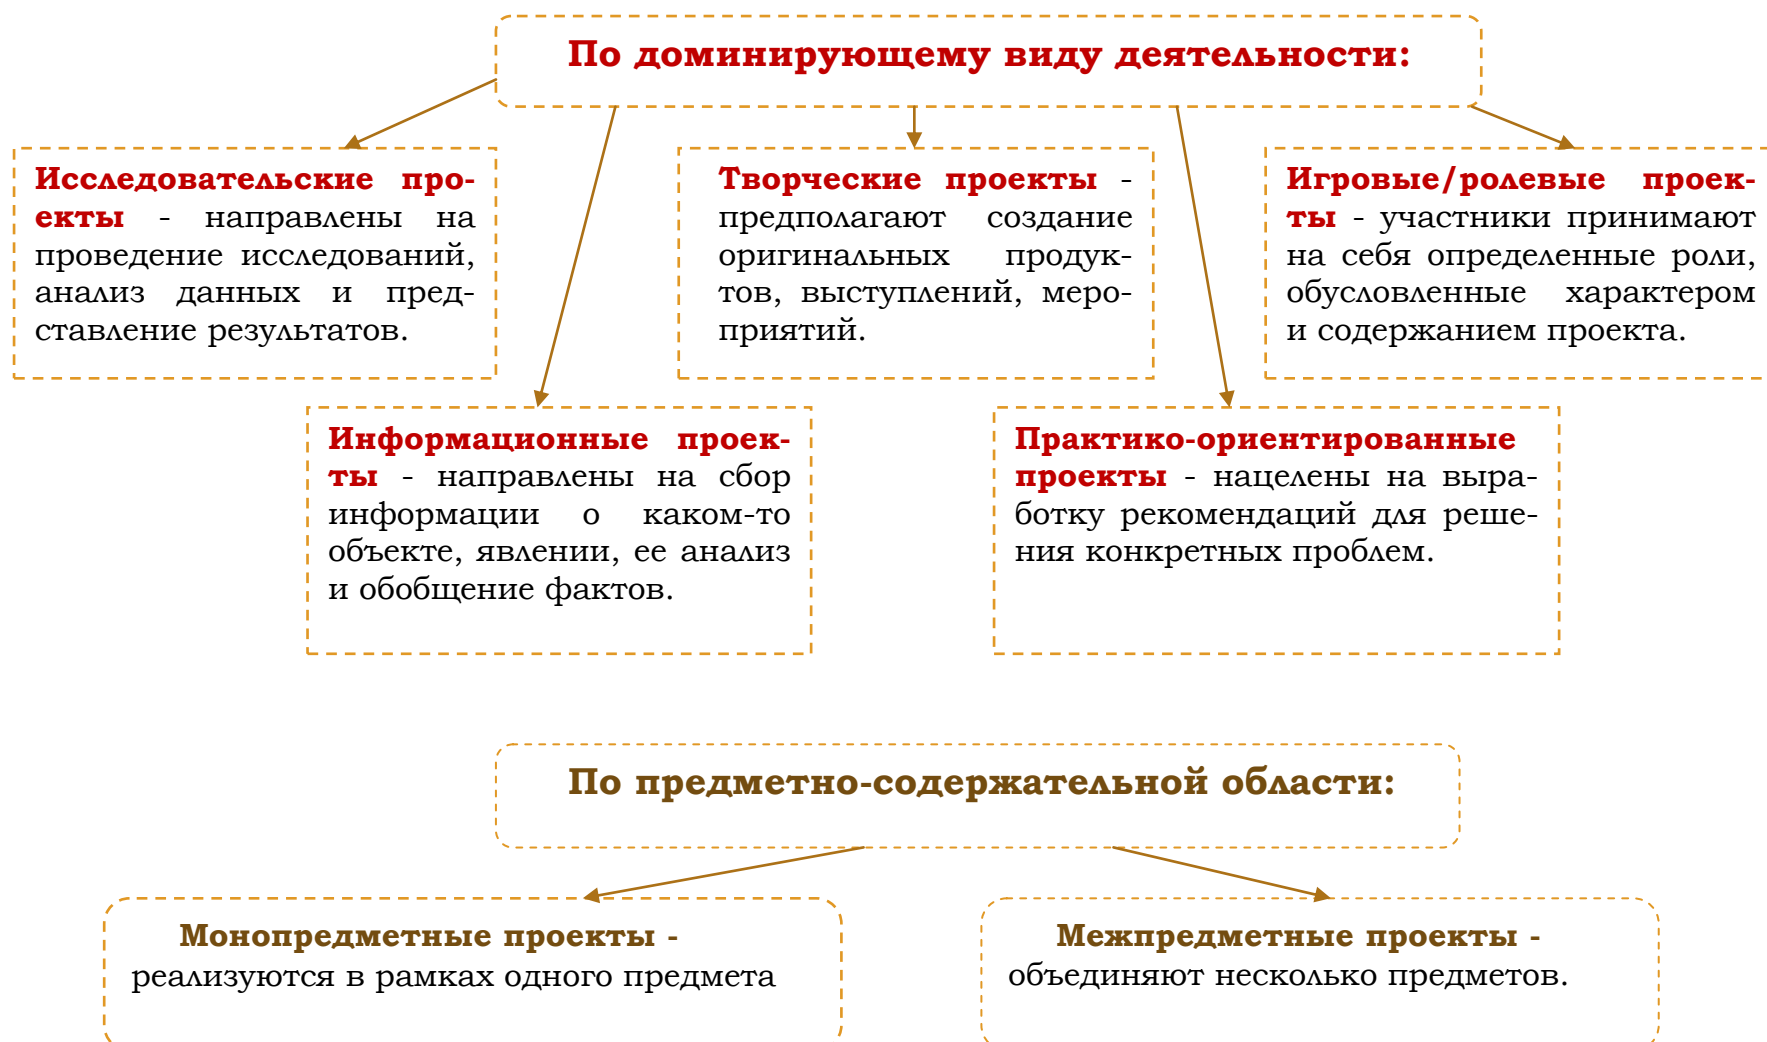 По доминирующему виду деятельности:
Исследовательские про-
екты - направлены на
проведение исследований,
анализ данных и пред-
ставление результатов.
Творческие проекты -
предполагают создание
оригинальных продук-
тов, выступлений, меро-
приятий.
Игровые/ролевые проек-
ты - участники принимают
на себя определенные роли,
обусловленные характером
и содержанием проекта.
Информационные проек-
ты - направлены на сбор
информации о каком-то
объекте, явлении, ее анализ
и обобщение фактов.
Практико-ориентированные
проекты - нацелены на выра-
ботку рекомендаций для реше-
ния конкретных проблем.
По предметно-содержательной области:
Монопредметные проекты -
реализуются в рамках одного предмета
Межпредметные проекты -
объединяют несколько предметов.